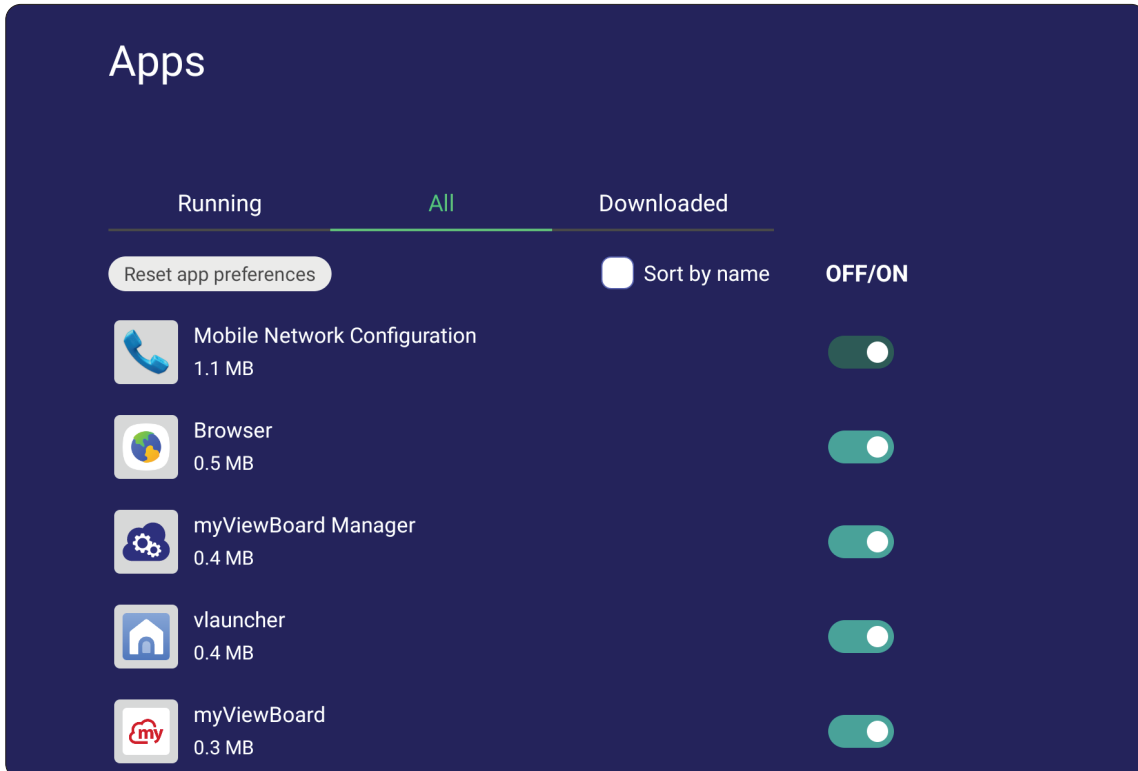 Apps
Running All Downloaded
Reset app preferences Sort by name OFF/ON
Mobile Network Configuration
1.1 MB
Browser
0.5 MB
myViewBoard Manager
0.4 MB
vlauncher
0.4 MB
myViewBoard
my
0.3 MB